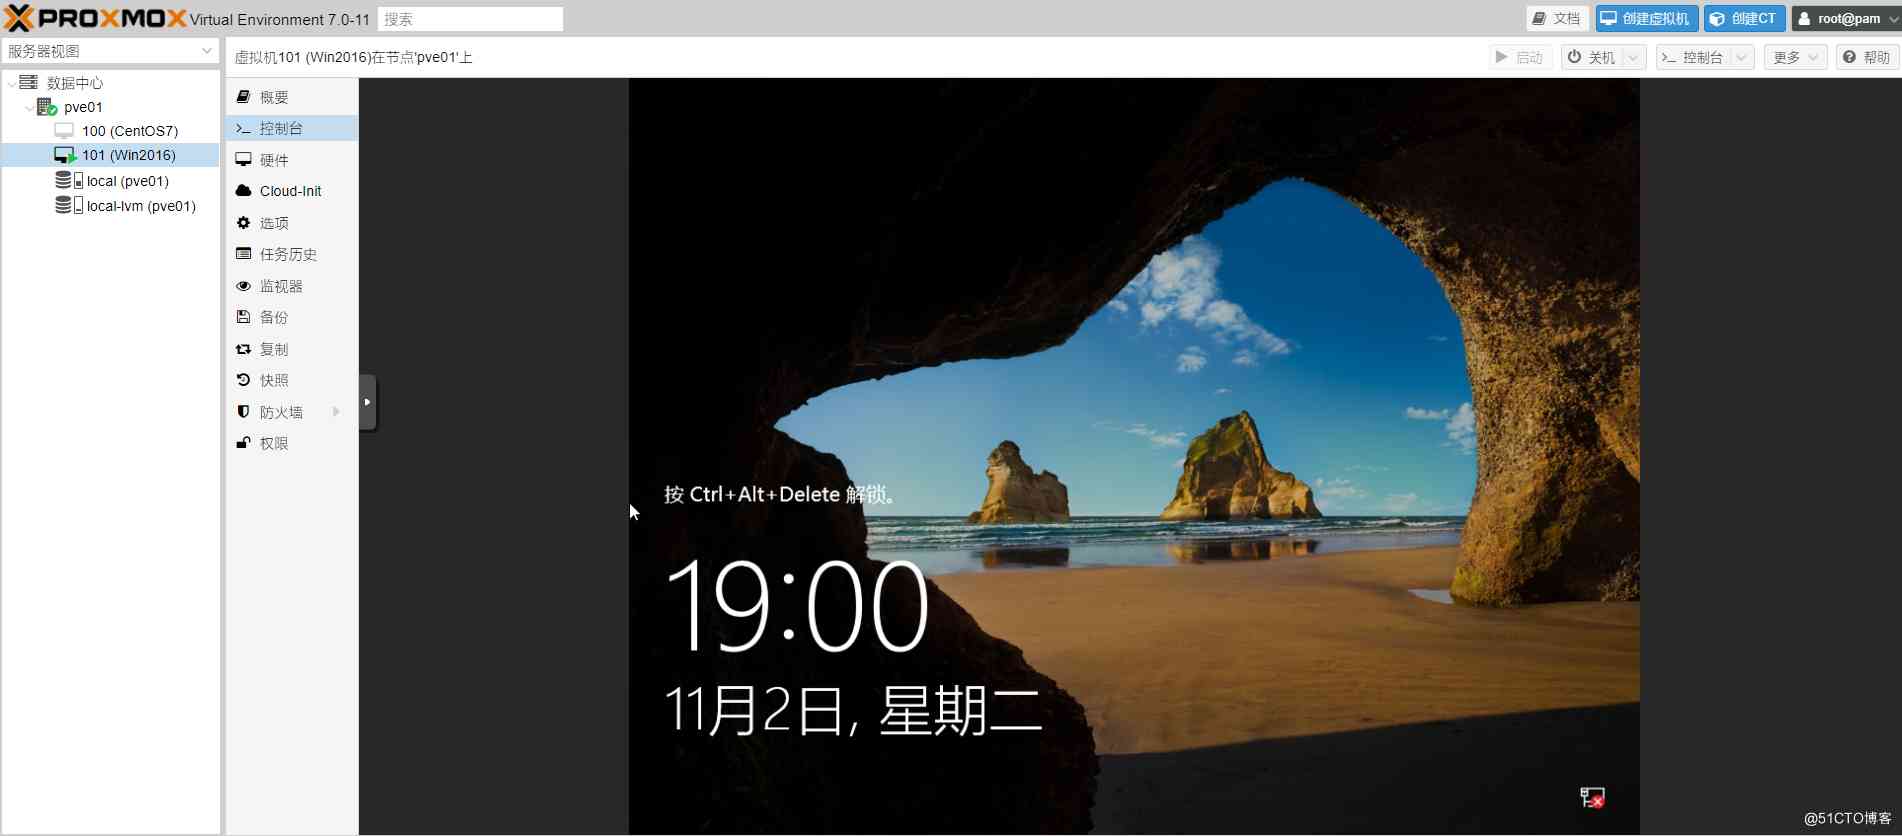 PROXMOX Virtual Environment 7.0-11 搜索 文档 创建虚拟机 创建CT root@pam
服务器视图
虚拟机101 (Win2016)在节点'pve01'上 启动 关机 控制台 更多 帮助
数据中心
pve01
100 (CentOS7)
101 (Win2016)
local (pve01)
local-lvm (pve01)
概要
控制台
硬件
Cloud-Init
选项
任务历史
监视器
备份
复制
快照
防火墙
权限
按 Ctrl+Alt+Delete 解锁。
19:00
11月2日, 星期二
@51CTO博客